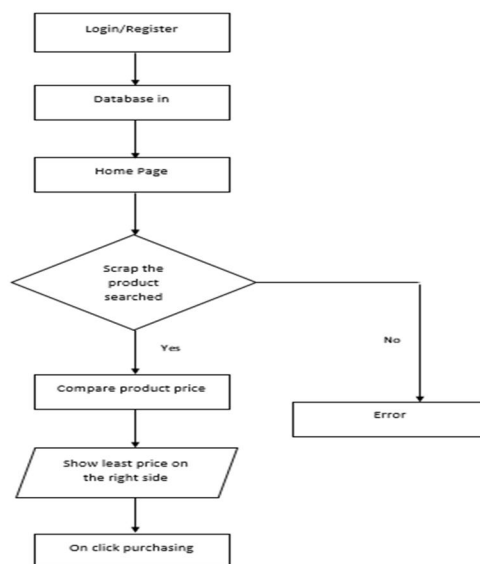 Login/Register
Database in
Home Page
Scrap the
product
searched
Yes
No
Compare product price
Error
Show least price on
the right side
On click purchasing